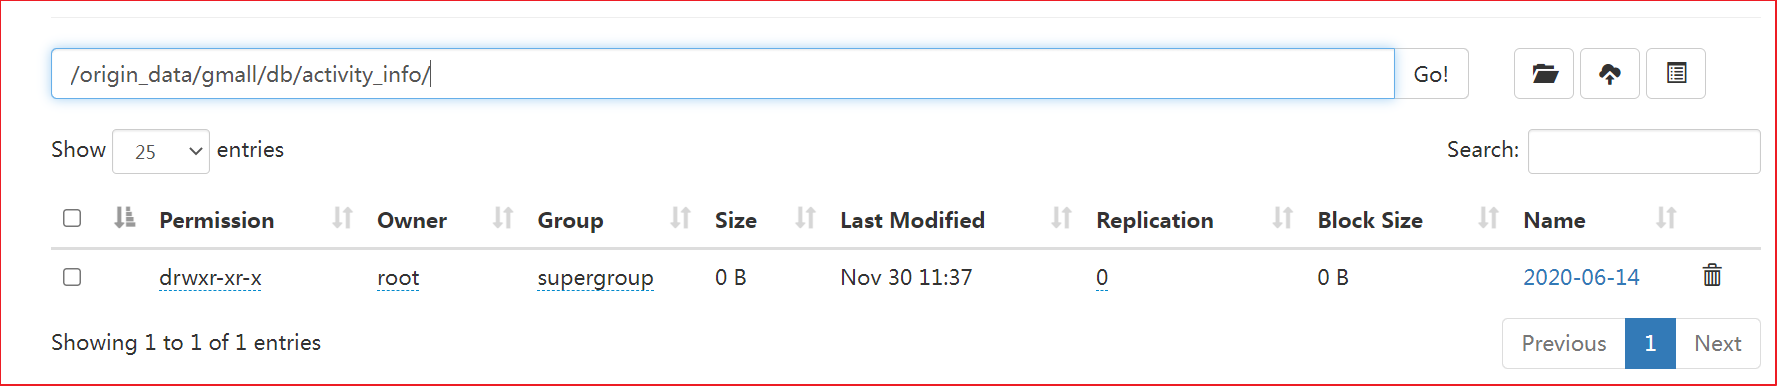 /origin_data/gmall/db/activity_info/ Go!
Show 25 entries Search:
Permission Owner Group Size Last Modified Replication Block Size Name
drwxr-xr-x root supergroup 0 B Nov 30 11:37 0 0 B 2020-06-14
Showing 1 to 1 of 1 entries Previous 1 Next